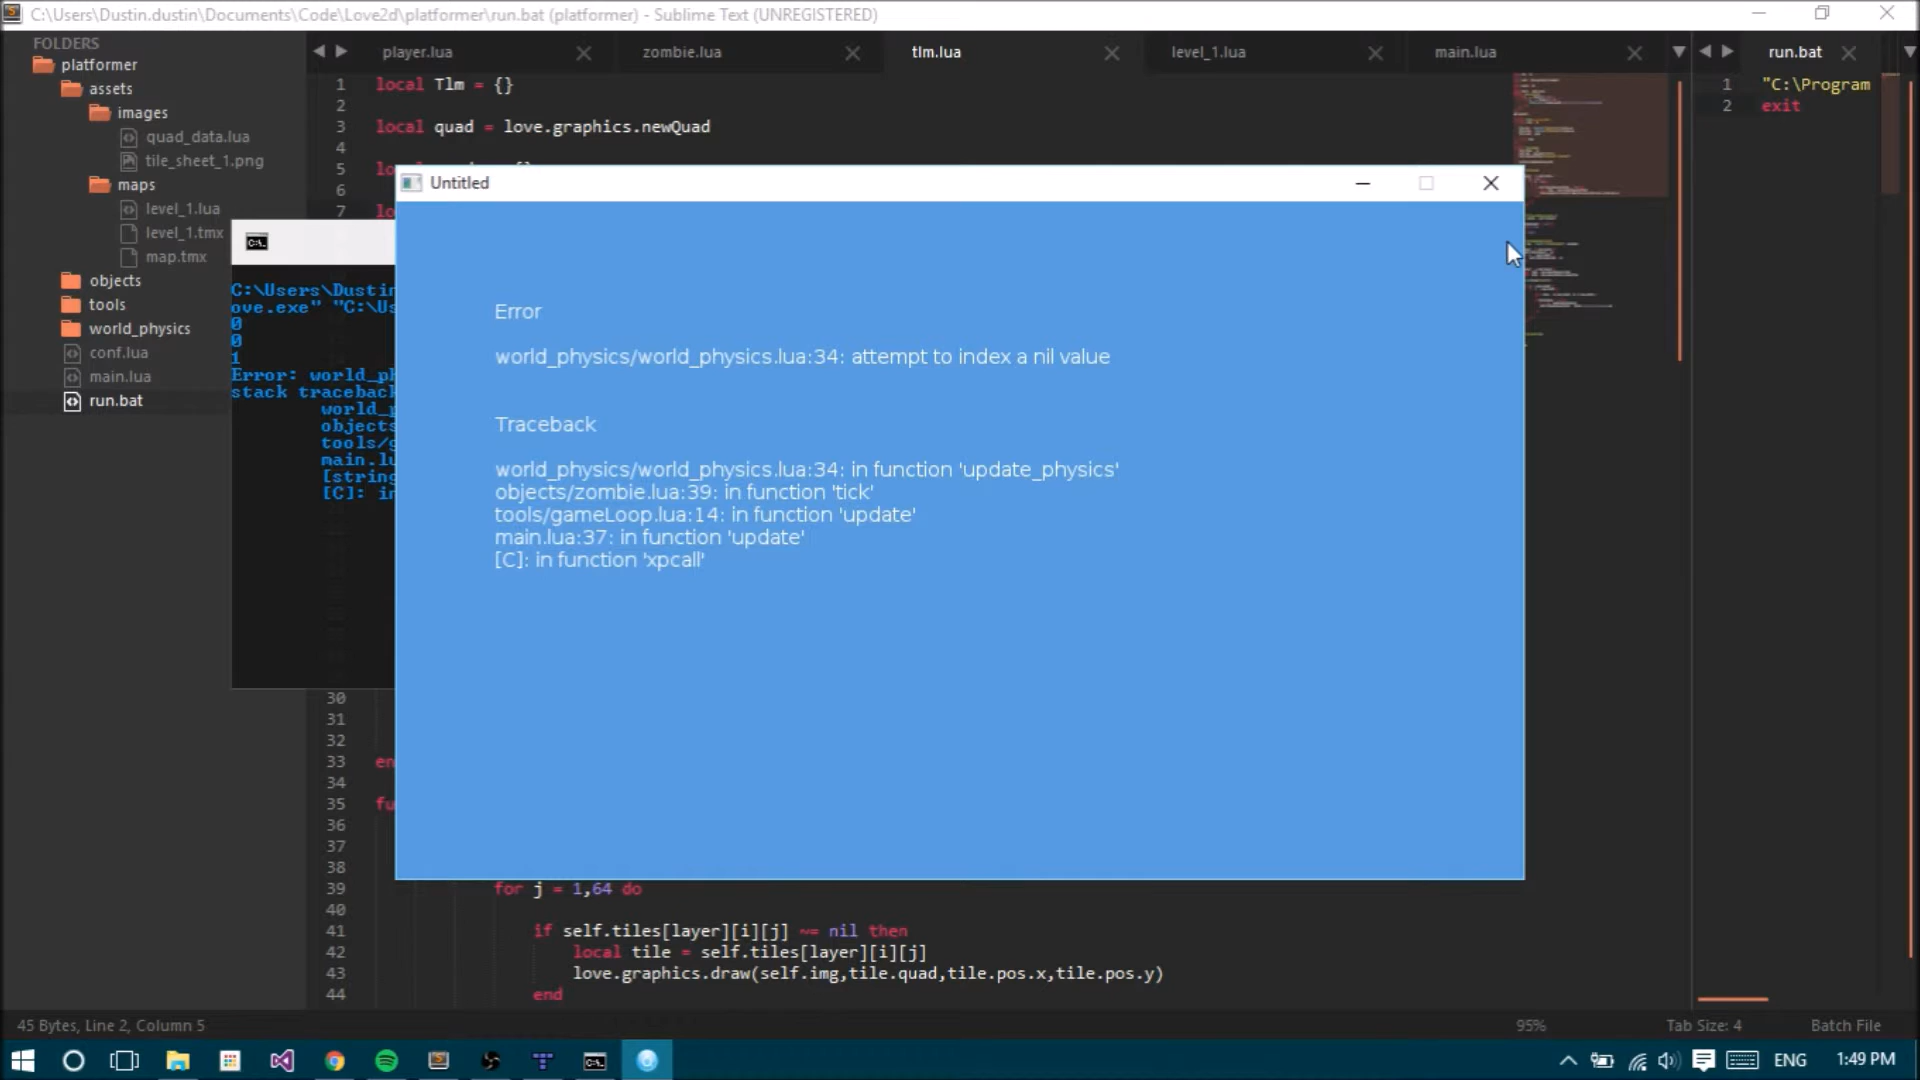 C:\Users\Dustin.dustin\Documents\Code\Love2d\platformer\run.bat (platformer) - Sublime Text (UNREGISTERED)
FOLDERS
platformer
assets
images
quad_data.lua
tile_sheet_1.png
maps
level_1.lua
level_1.tmx
map.tmx
objects
tools
world_physics
conf.lua
main.lua
run.bat
player.lua
zombie.lua
tlm.lua
level_1.lua
main.lua
run.bat
1 local Tlm = {}
2
3 local quad = love.graphics.newQuad
4
5
6
7
1 "C:\Program
2 exit
C:\Users\Dustin
ove.exe" "C:\Us
0
0
1
Error: world_ph
stack traceback
world_p
objects
tools/g
main.lu
[string
[C]: in
Untitled
Error
world_physics/world_physics.lua:34: attempt to index a nil value
Traceback
world_physics/world_physics.lua:34: in function 'update_physics'
objects/zombie.lua:39: in function 'tick'
tools/gameLoop.lua:14: in function 'update'
main.lua:37: in function 'update'
[C]: in function 'xpcall'
30
31
32
33 en
34
35 fu
36
37
38
39 for j = 1,64 do
40
41 if self.tiles[layer][i][j] ~= nil then
42 local tile = self.tiles[layer][i][j]
43 love.graphics.draw(self.img,tile.quad,tile.pos.x,tile.pos.y)
44 end
45 Bytes, Line 2, Column 5
95%
Tab Size: 4
Batch File
ENG
1:49 PM